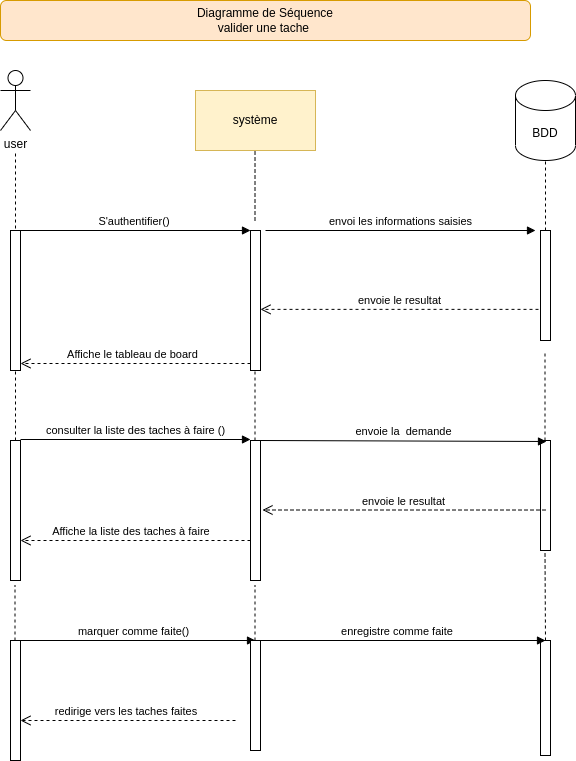 Diagramme de Séquence
valider une tache
user
système
BDD
S'authentifier()
envoi les informations saisies
envoie le resultat
Affiche le tableau de board
consulter la liste des taches à faire ()
envoie la  demande
envoie le resultat
Affiche la liste des taches à faire
marquer comme faite()
enregistre comme faite
redirige vers les taches faites